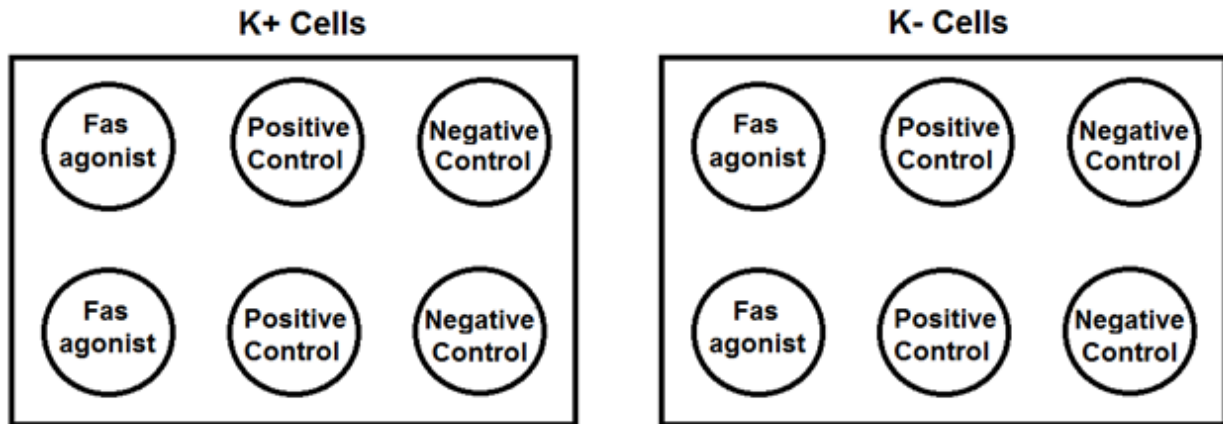 K+ Cells
Fas
agonist
Positive
Control
Negative
Control
Fas
agonist
Positive
Control
Negative
Control
K- Cells
Fas
agonist
Positive
Control
Negative
Control
Fas
agonist
Positive
Control
Negative
Control